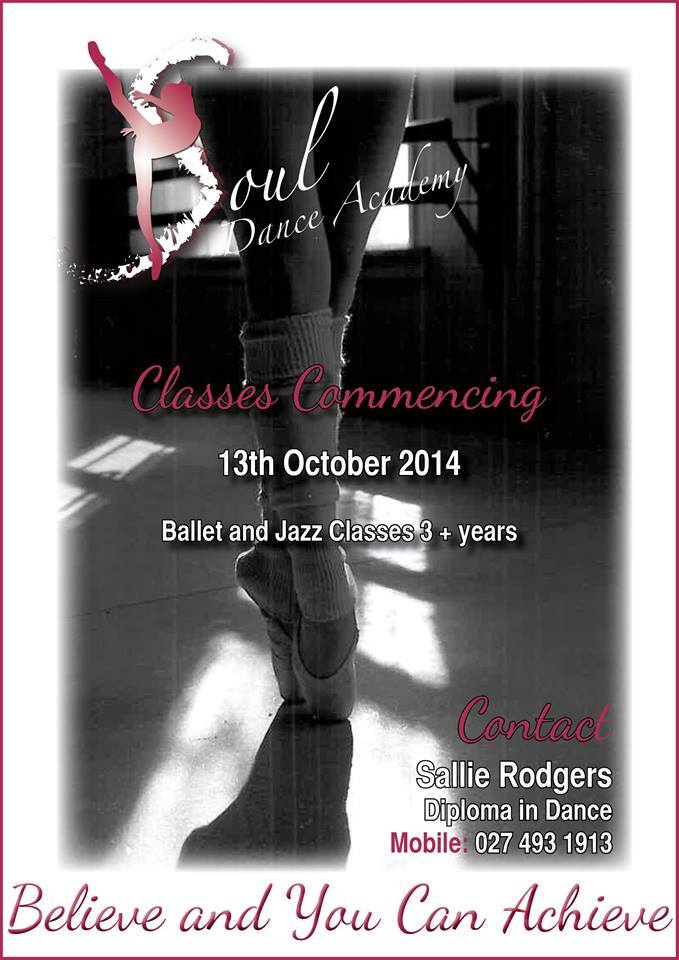 Soul
Dance Academy
Classes Commencing
13th October 2014
Ballet and Jazz Classes 3 + years
Contact
Sallie Rodgers
Diploma in Dance
Mobile: 027 493 1913
Believe and You Can Achieve